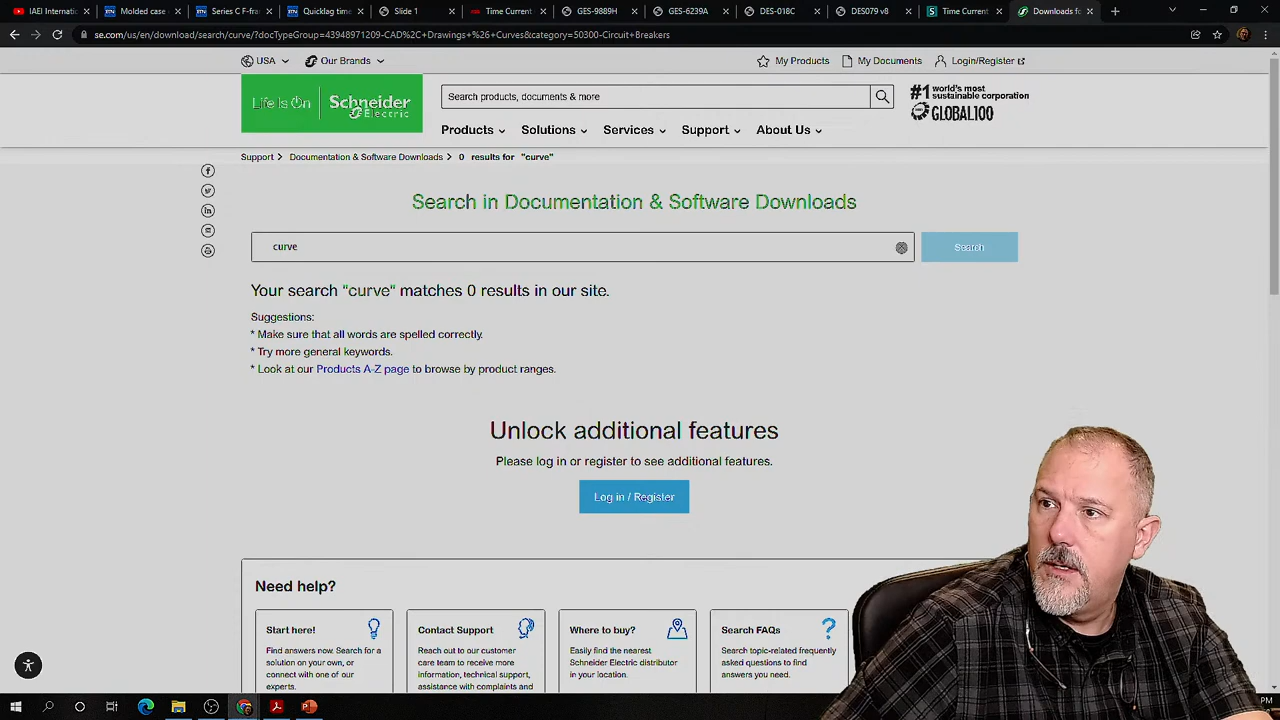 IAEI Internati
Molded case
Series C F-fra
Quicklag time
Slide 1
Time Current
GES-9889H
GES-6239A
DES-018C
DES079 v8
Time Current
Downloads fo
se.com/us/en/download/search/curve/?docTypeGroup=43948971209-CAD%2C+Drawings+%26+Curves&category=50300-Circuit+Breakers
USA
Our Brands
My Products
My Documents
Login/Register
Life Is On
Schneider
Electric
Search products, documents & more
#1 world's most
sustainable corporation
GLOBAL100
Products
Solutions
Services
Support
About Us
Support > Documentation & Software Downloads > 0 results for "curve"
Search in Documentation & Software Downloads
curve
Search
Your search "curve" matches 0 results in our site.
Suggestions:
* Make sure that all words are spelled correctly.
* Try more general keywords.
* Look at our Products A-Z page to browse by product ranges.
Unlock additional features
Please log in or register to see additional features.
Log in / Register
Need help?
Start here!
Find answers now. Search for a
solution on your own, or
connect with one of our
experts.
Contact Support
Reach out to our customer
care team to receive more
information, technical support,
assistance with complaints and
Where to buy?
Easily find the nearest
Schneider Electric distributor
in your location.
Search FAQs
Search topic-related frequently
asked questions to find
answers you need.
PM